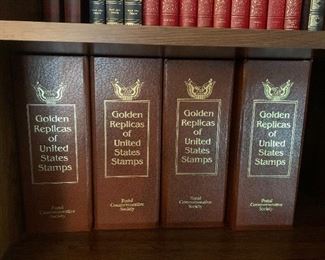 Golden
Replicas
of
United
States
Stamps
Postal
Commemorative
Society
Golden
Replicas
of
United
States
Stamps
Postal
Commemorative
Society
Golden
Replicas
of
United
States
Stamps
Postal
Commemorative
Society
Golden
Replicas
of
United
States
Stamps
Postal
Commemorative
Society